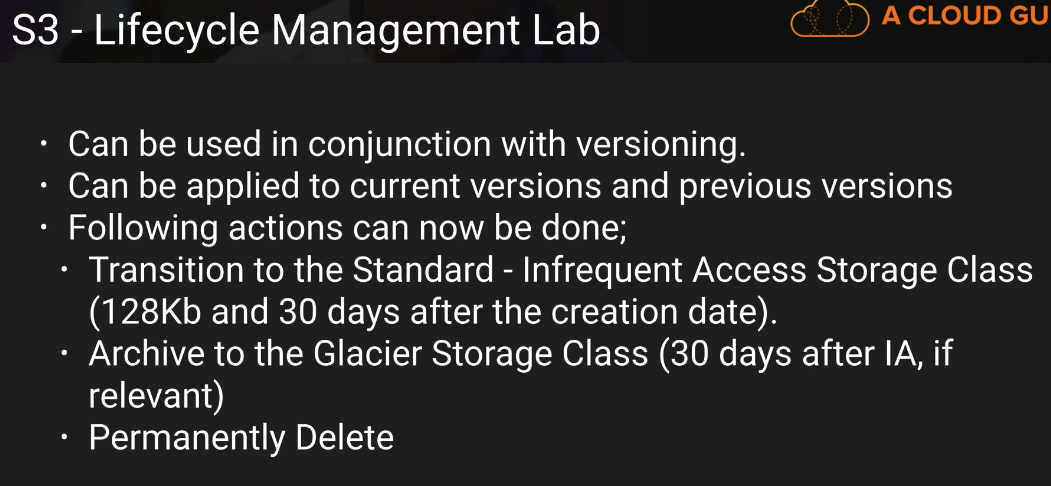 S3 - Lifecycle Management Lab
A CLOUD GU
· Can be used in conjunction with versioning.
· Can be applied to current versions and previous versions
· Following actions can now be done;
· Transition to the Standard - Infrequent Access Storage Class
(128Kb and 30 days after the creation date).
· Archive to the Glacier Storage Class (30 days after IA, if
relevant)
· Permanently Delete